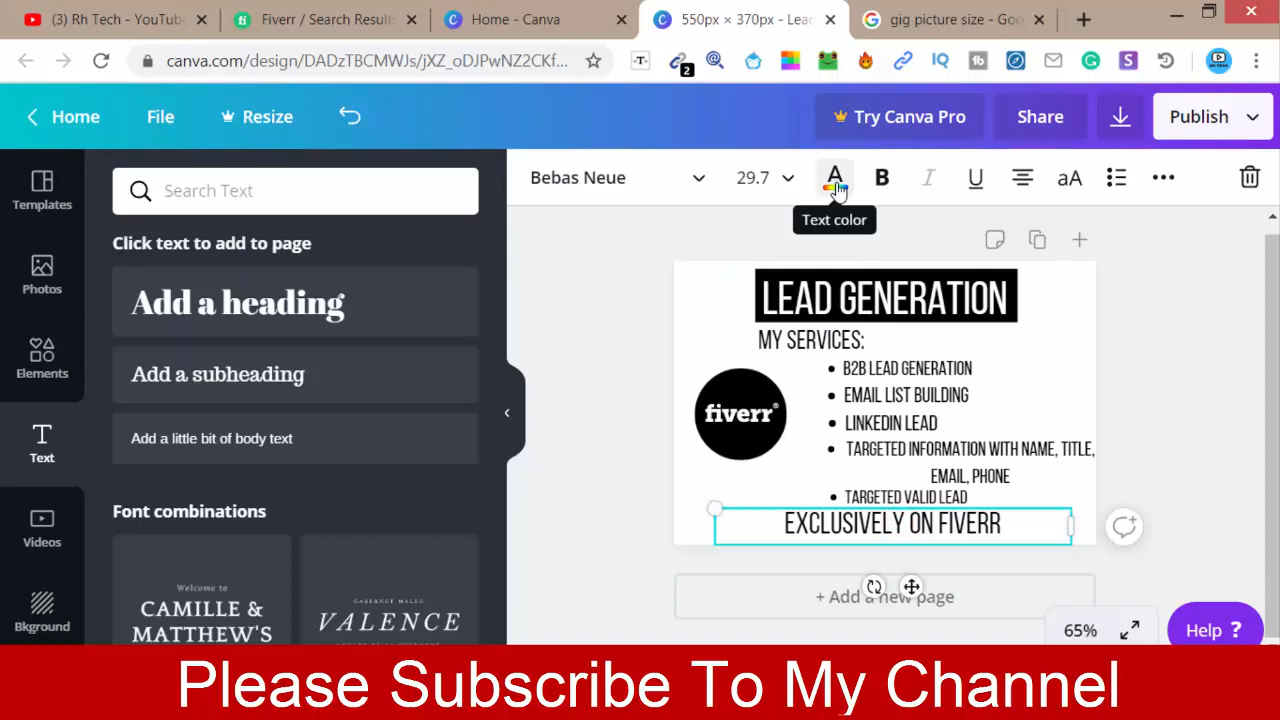 (3) Rh Tech - YouTube
Fiverr / Search Results
Home - Canva
550px × 370px - Lead
gig picture size - Goo
canva.com/design/DADzTBCMWJs/jXZ_oDJPwNZ2CKf...
2
Home
File
Resize
Try Canva Pro
Share
Publish
Templates
Photos
Elements
Text
Videos
Bkground
Search Text
Click text to add to page
Add a heading
Add a subheading
Add a little bit of body text
Font combinations
Welcome to
CAMILLE &
MATTHEW'S
CABERNET MALEC
VALENCE
Bebas Neue
29.7
A
B
I
U
aA
Text color
LEAD GENERATION
MY SERVICES:
fiverr®
• B2B LEAD GENERATION
• EMAIL LIST BUILDING
• LINKEDIN LEAD
• TARGETED INFORMATION WITH NAME, TITLE,
EMAIL, PHONE
• TARGETED VALID LEAD
EXCLUSIVELY ON FIVERR
+ Add a new page
65%
Help ?
Please Subscribe To My Channel